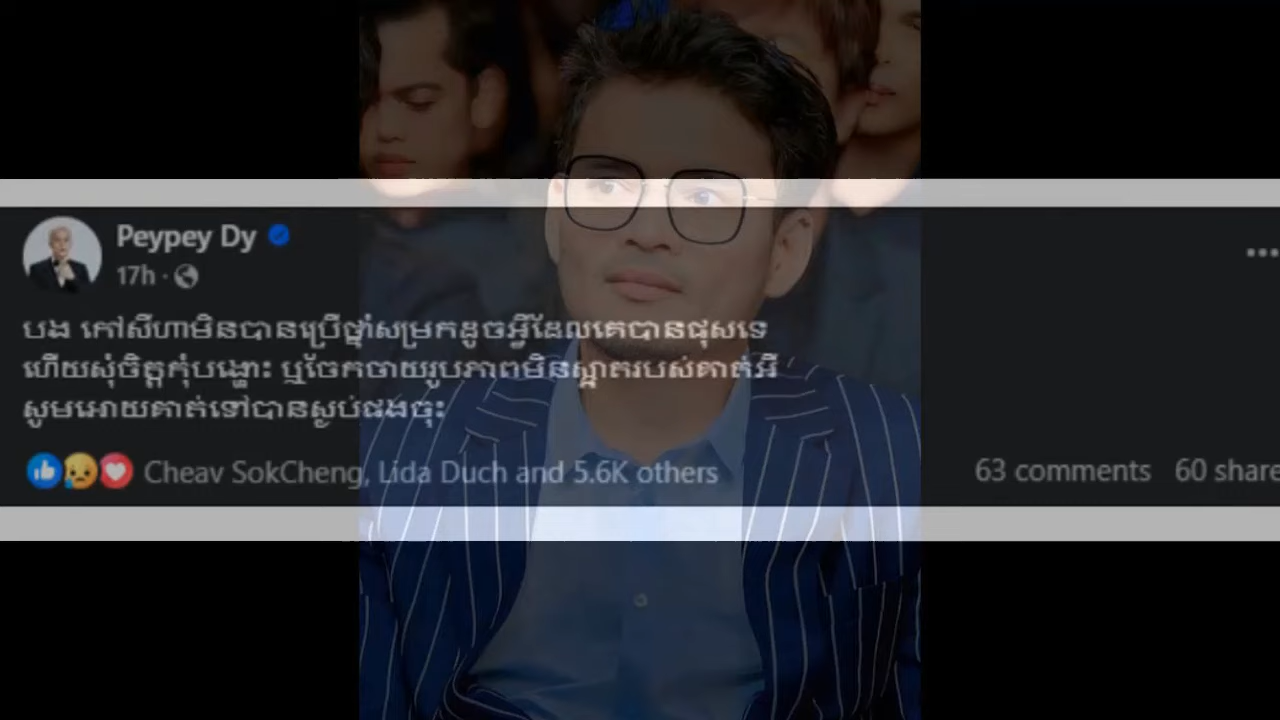 Peypey Dy
17h ·
បង កៅសីហាមិនបានប្រើថ្នាំសម្រកដូចអ្វីដែលគេបានផុសទេ
ហើយសុំចិត្តកុំបង្ហោះ ឬចែកចាយរូបភាពមិនស្អាតរបស់គាត់អី
សូមអោយគាត់ទៅបានស្ងប់ផងចុះ
Cheav SokCheng, Lida Duch and 5.6K others
63 comments 60 share